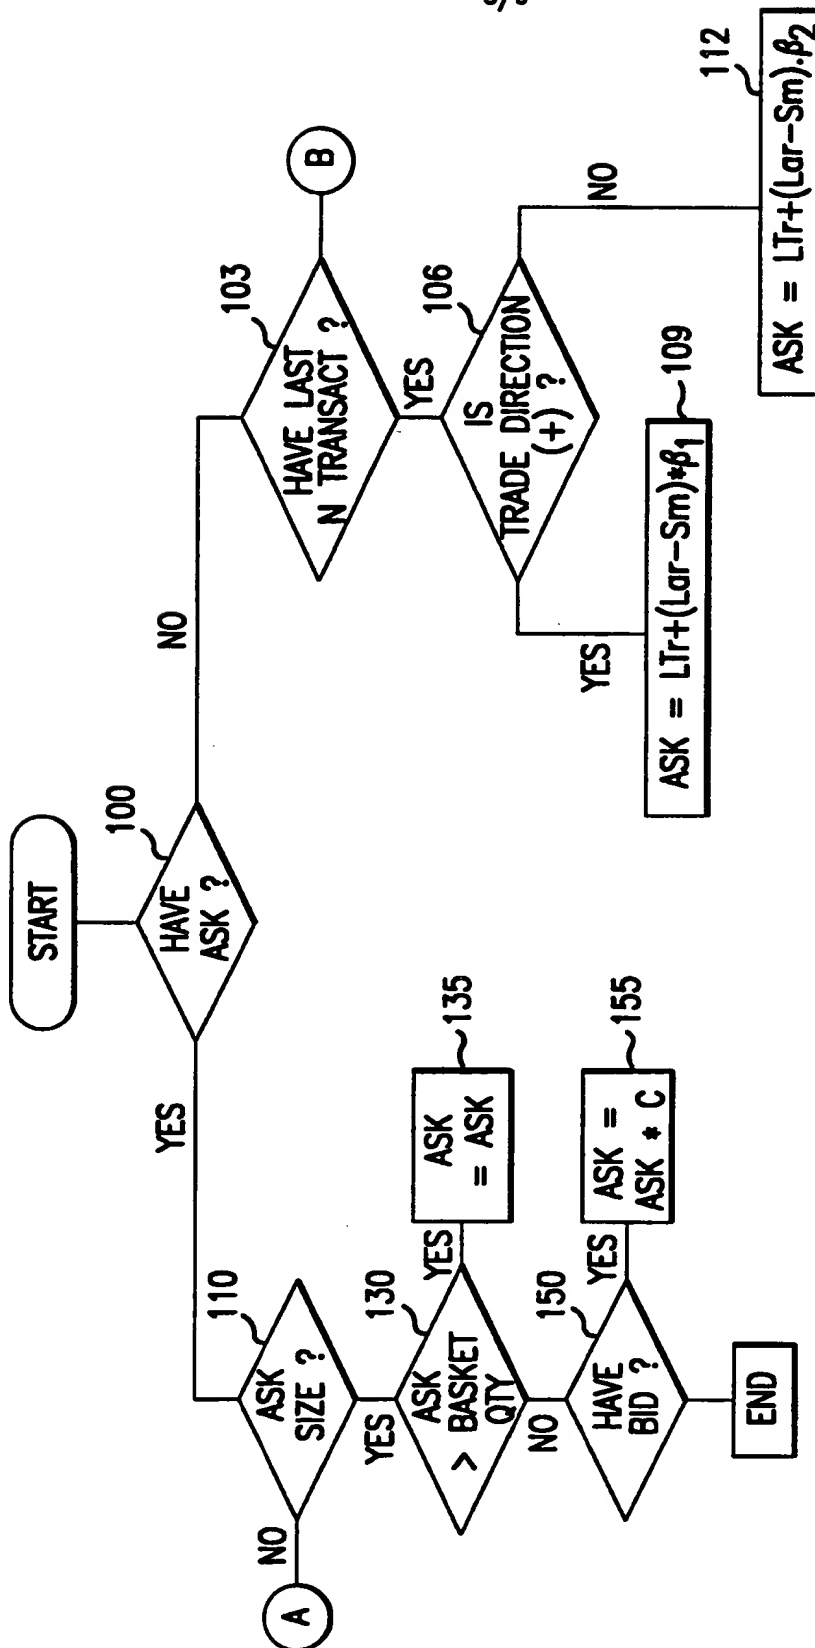 START
100
HAVE
ASK ?
YES
NO
110
ASK
SIZE ?
NO
A
YES
130
ASK
> BASKET
QTY
YES
ASK
= ASK
135
NO
150
HAVE
BID ?
YES
ASK =
ASK * C
155
END
103
HAVE LAST
N TRANSACT ?
B
YES
106
IS
TRADE DIRECTION
(+) ?
YES
NO
ASK = LTr+(Lar-Sm)*β1
109
112
ASK = LTr+(Lar-Sm).β2